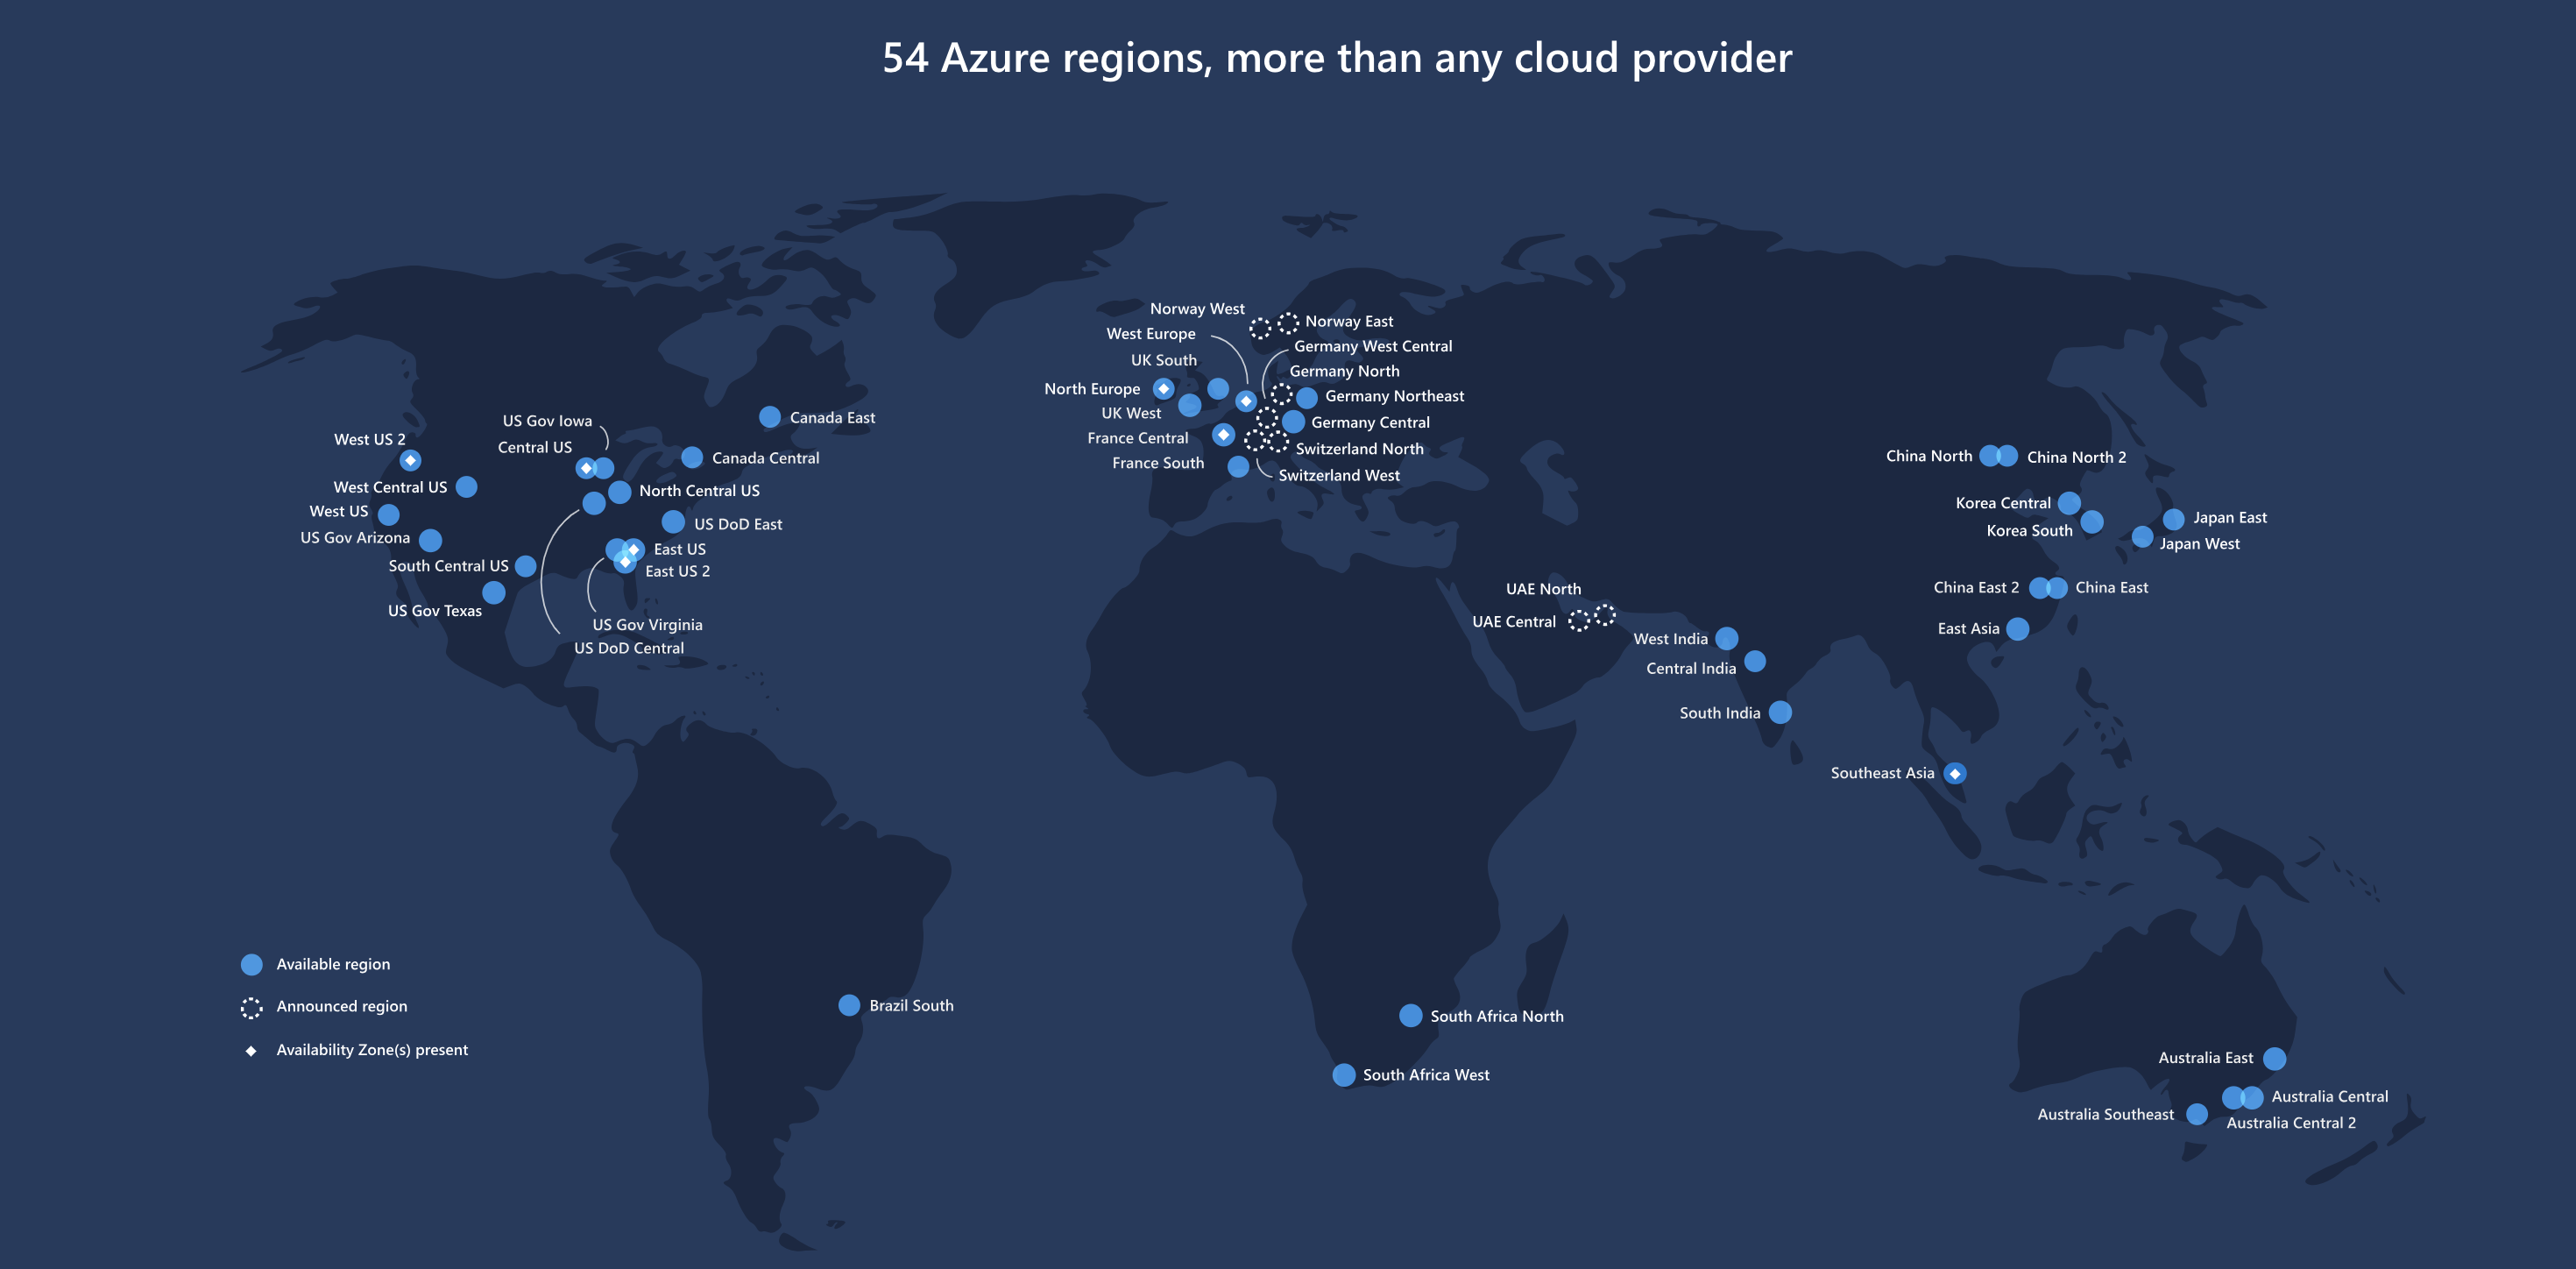 54 Azure regions, more than any cloud provider
Norway West
Norway East
West Europe
Germany West Central
UK South
Germany North
North Europe
Germany Northeast
UK West
Germany Central
France Central
Switzerland North
France South
Switzerland West
US Gov Iowa
Canada East
West US 2
Central US
Canada Central
West Central US
North Central US
West US
US DoD East
US Gov Arizona
East US
South Central US
East US 2
US Gov Texas
US Gov Virginia
US DoD Central
China North
China North 2
Korea Central
Japan East
Korea South
Japan West
UAE North
China East 2
China East
UAE Central
East Asia
West India
Central India
South India
Southeast Asia
Available region
Announced region
Availability Zone(s) present
Brazil South
South Africa North
South Africa West
Australia East
Australia Central
Australia Southeast
Australia Central 2